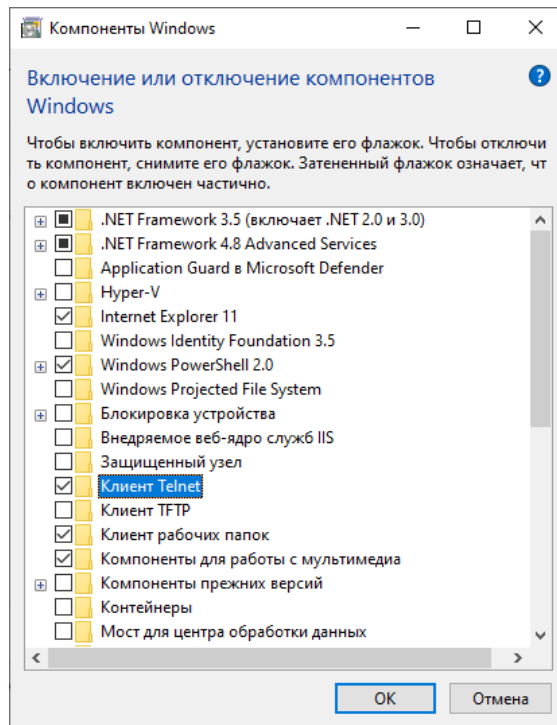 Компоненты Windows
Включение или отключение компонентов
Windows
Чтобы включить компонент, установите его флажок. Чтобы отключи
ть компонент, снимите его флажок. Затененный флажок означает, чт
о компонент включен частично.
.NET Framework 3.5 (включает .NET 2.0 и 3.0)
.NET Framework 4.8 Advanced Services
Application Guard в Microsoft Defender
Hyper-V
Internet Explorer 11
Windows Identity Foundation 3.5
Windows PowerShell 2.0
Windows Projected File System
Блокировка устройства
Внедряемое веб-ядро служб IIS
Защищенный узел
Клиент Telnet
Клиент TFTP
Клиент рабочих папок
Компоненты для работы с мультимедиа
Компоненты прежних версий
Контейнеры
Мост для центра обработки данных
ОК
Отмена